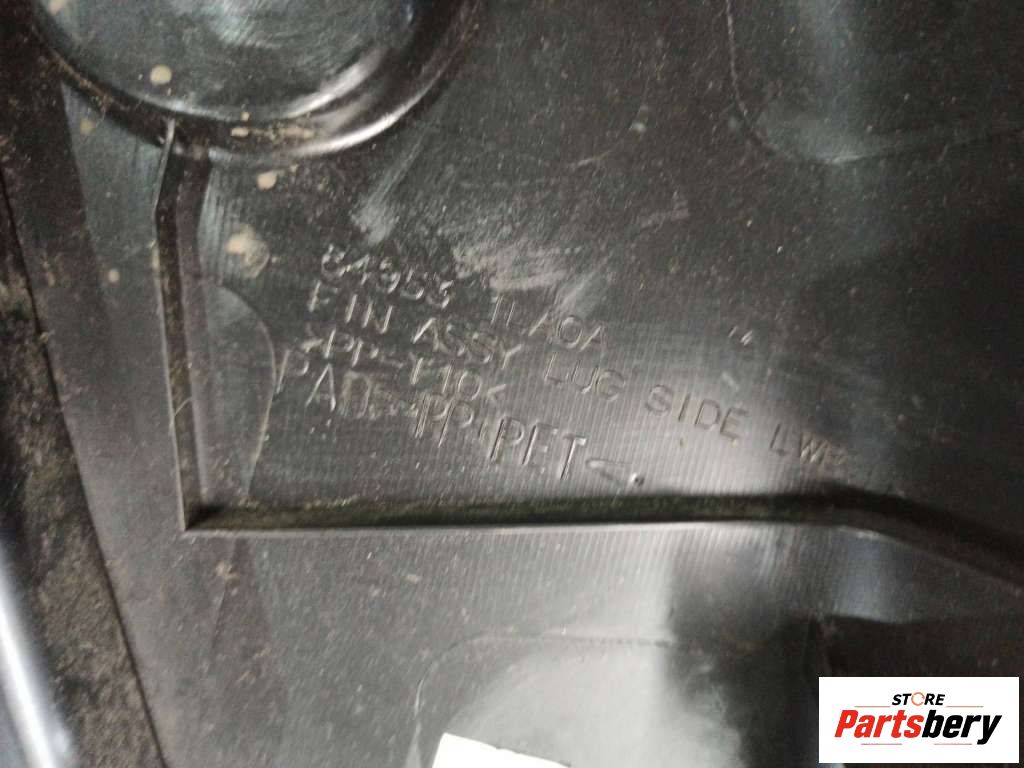 84953 TLA0A
FIN ASSY LUG SIDE LWR
>PP-T10<
PAD >PP,PET<
STORE
Partsbery